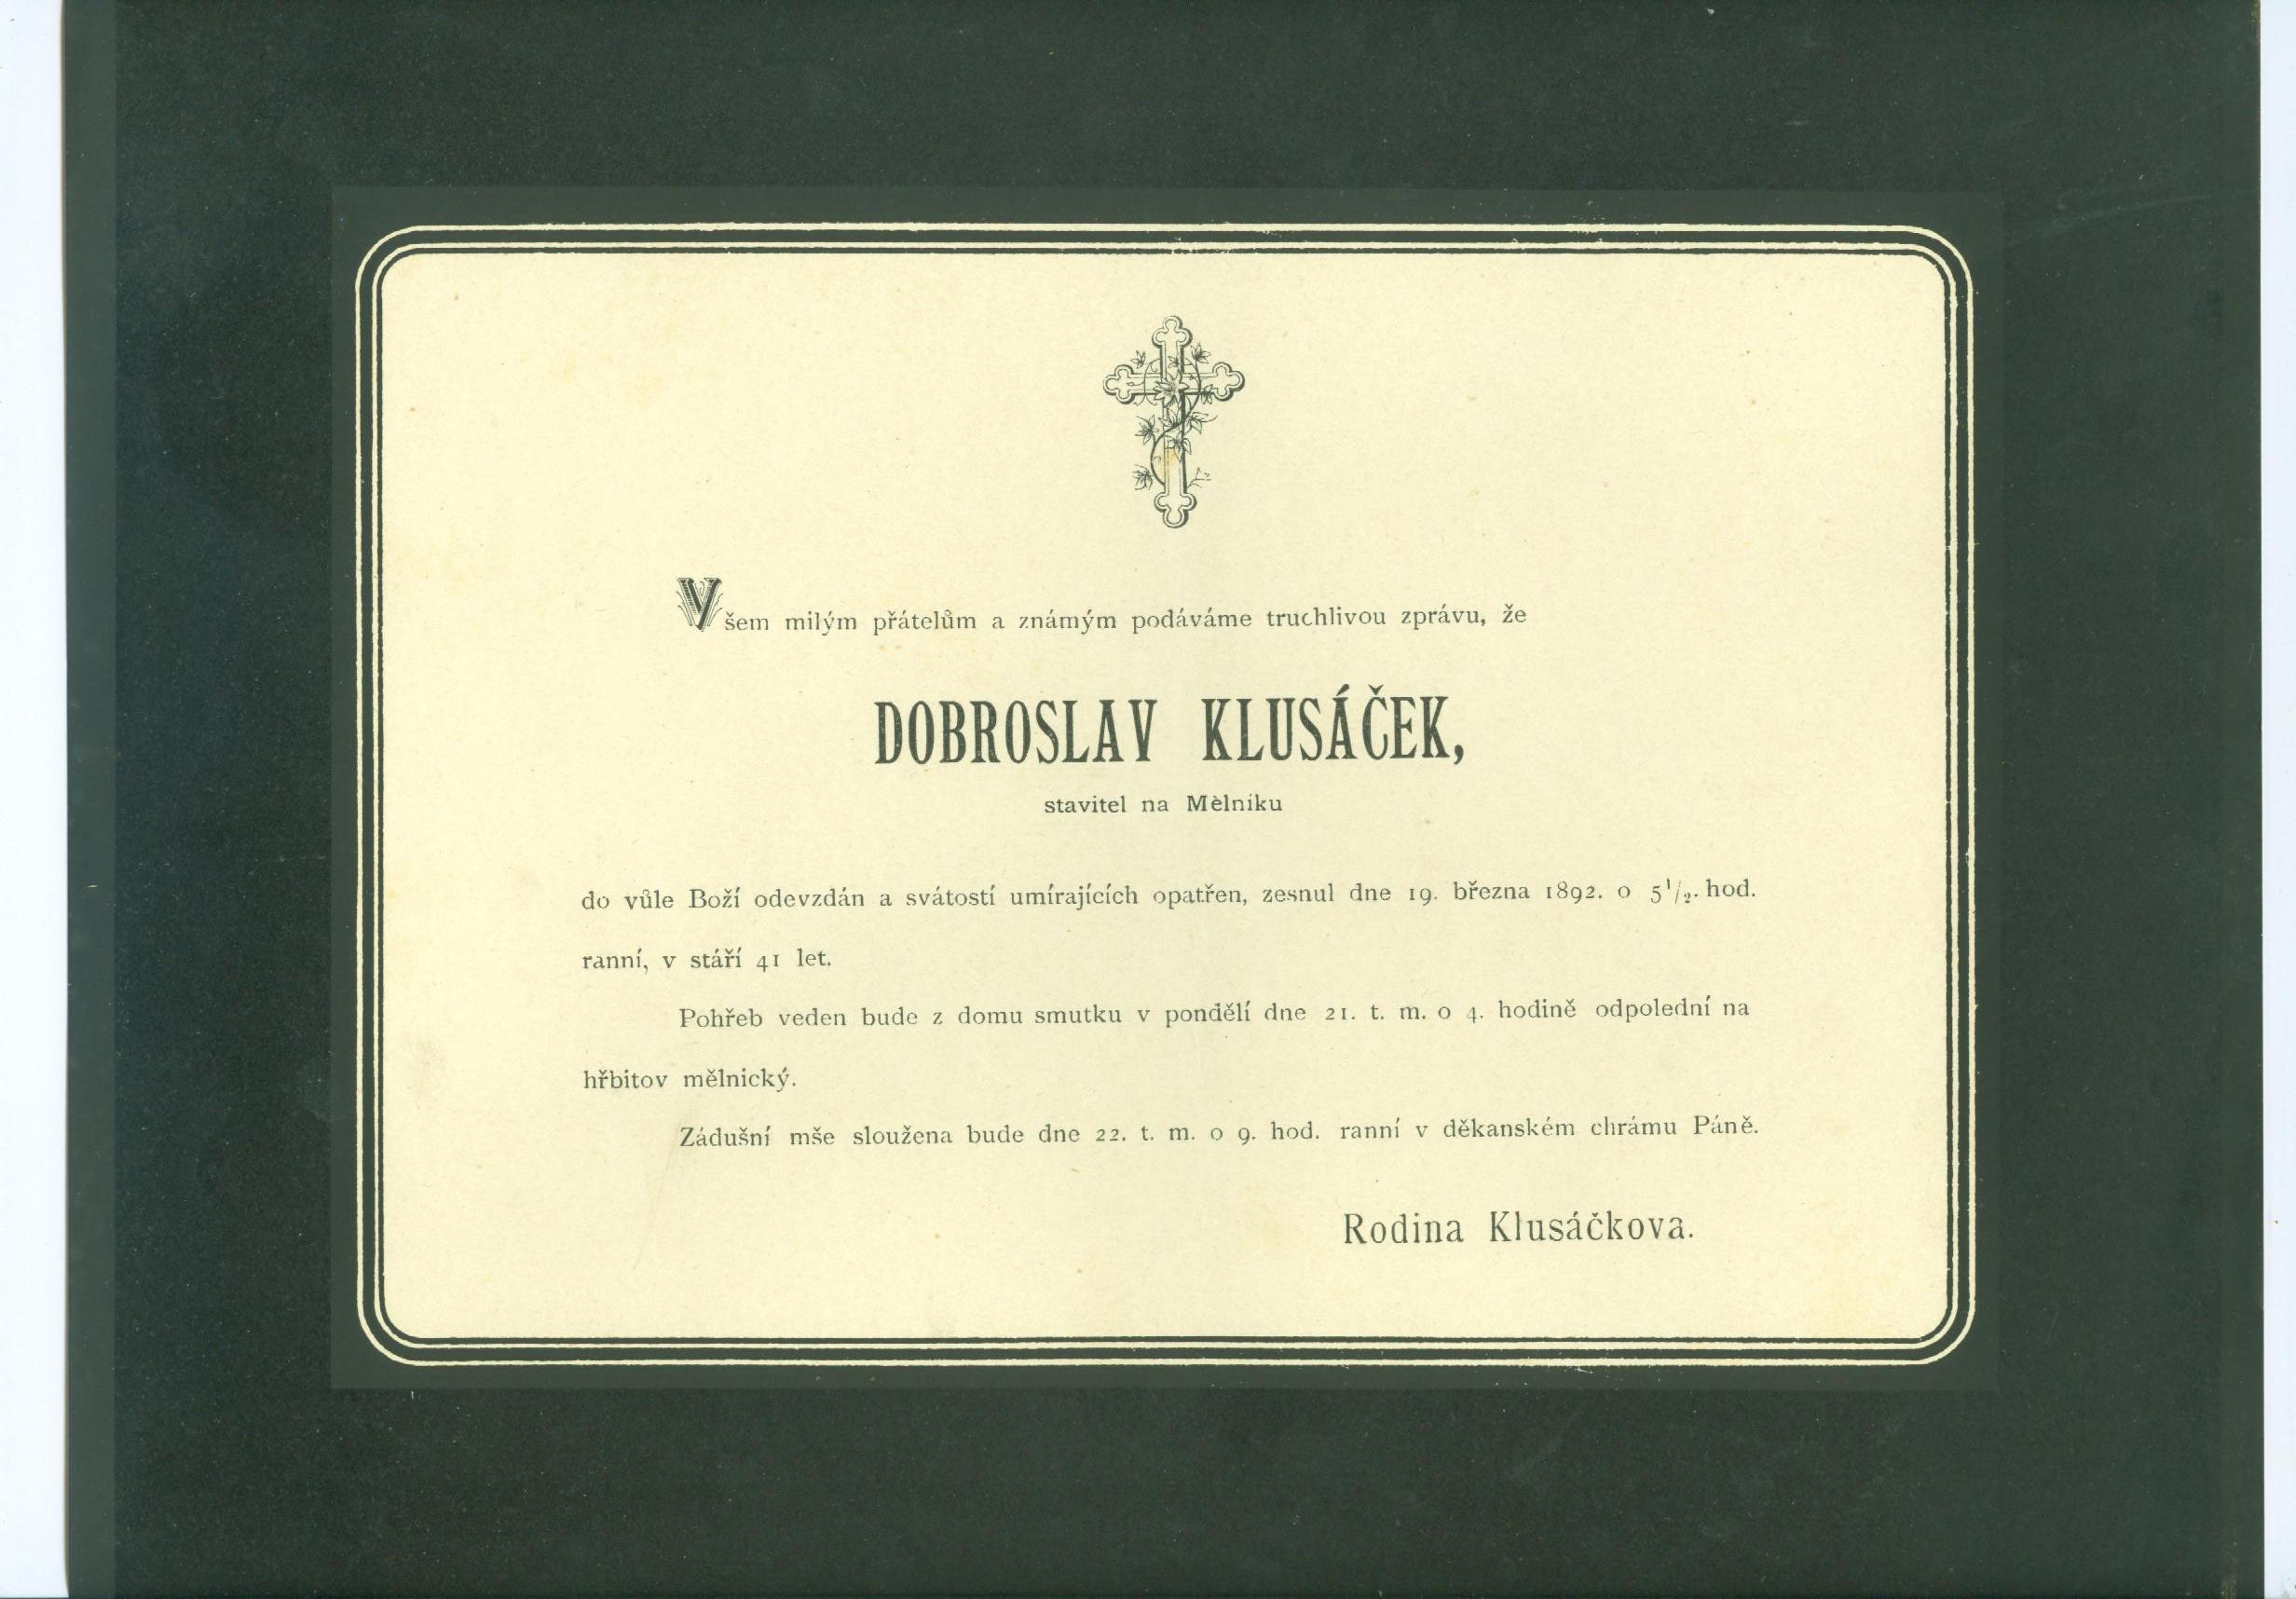 Všem milým přátelům a známým podáváme truchlivou zprávu, že
DOBROSLAV KLUSÁČEK,
stavitel na Mělníku
do vůle Boží odevzdán a svátostí umírajících opatřen, zesnul dne 19. března 1892. o 5 1/2. hod.
ranní, v stáří 41 let.
Pohřeb veden bude z domu smutku v pondělí dne 21. t. m. o 4. hodině odpolední na
hřbitov mělnický.
Zádušní mše sloužena bude dne 22. t. m. o 9. hod. ranní v děkanském chrámu Páně.
Rodina Klusáčkova.